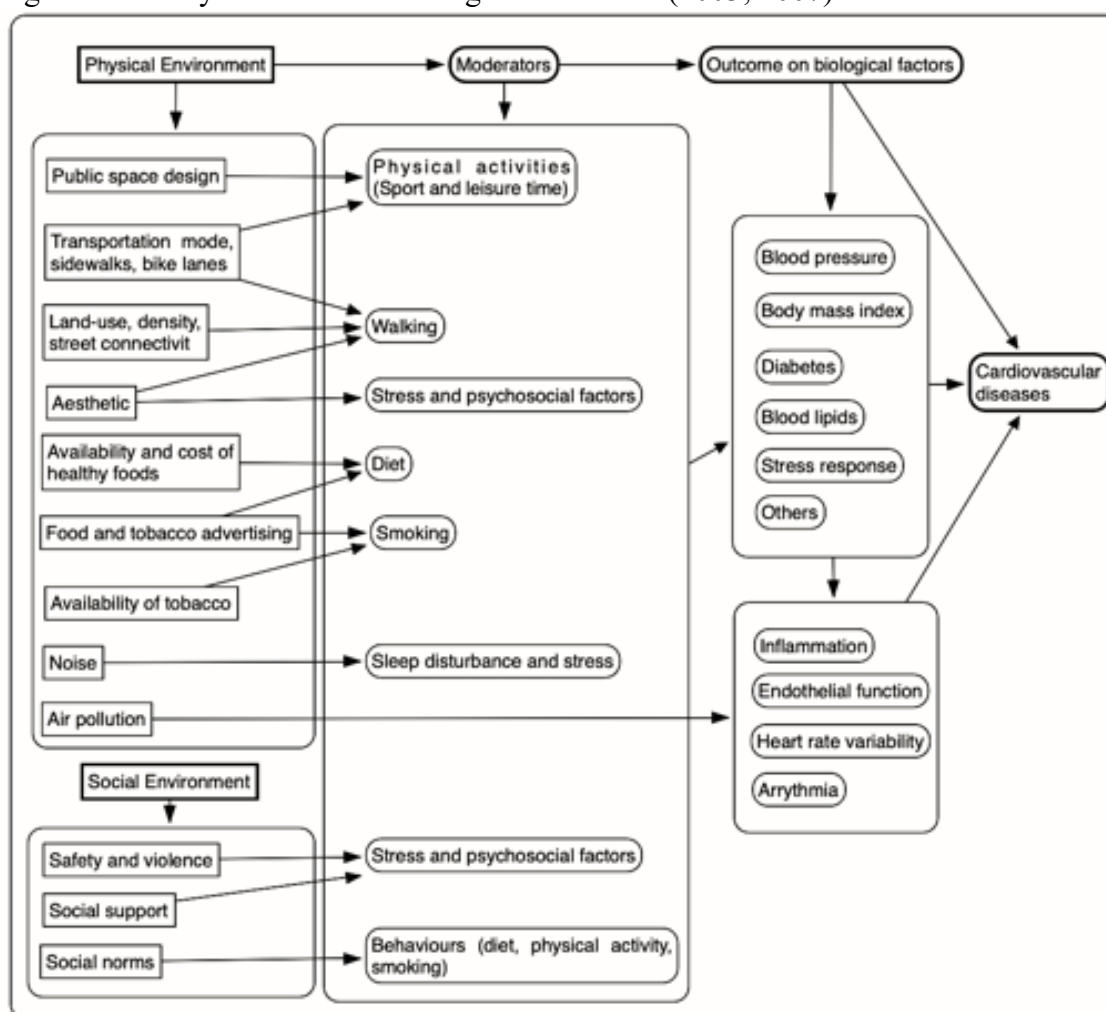 Physical Environment
Moderators
Outcome on biological factors
Public space design
Transportation mode,
sidewalks, bike lanes
Land-use, density,
street connectivit
Aesthetic
Availability and cost of
healthy foods
Food and tobacco advertising
Availability of tobacco
Noise
Air pollution
Social Environment
Safety and violence
Social support
Social norms
Physical activities
(Sport and leisure time)
Walking
Stress and psychosocial factors
Diet
Smoking
Sleep disturbance and stress
Stress and psychosocial factors
Behaviours (diet, physical activity,
smoking)
Blood pressure
Body mass index
Diabetes
Blood lipids
Stress response
Others
Inflammation
Endothelial function
Heart rate variability
Arrythmia
Cardiovascular
diseases